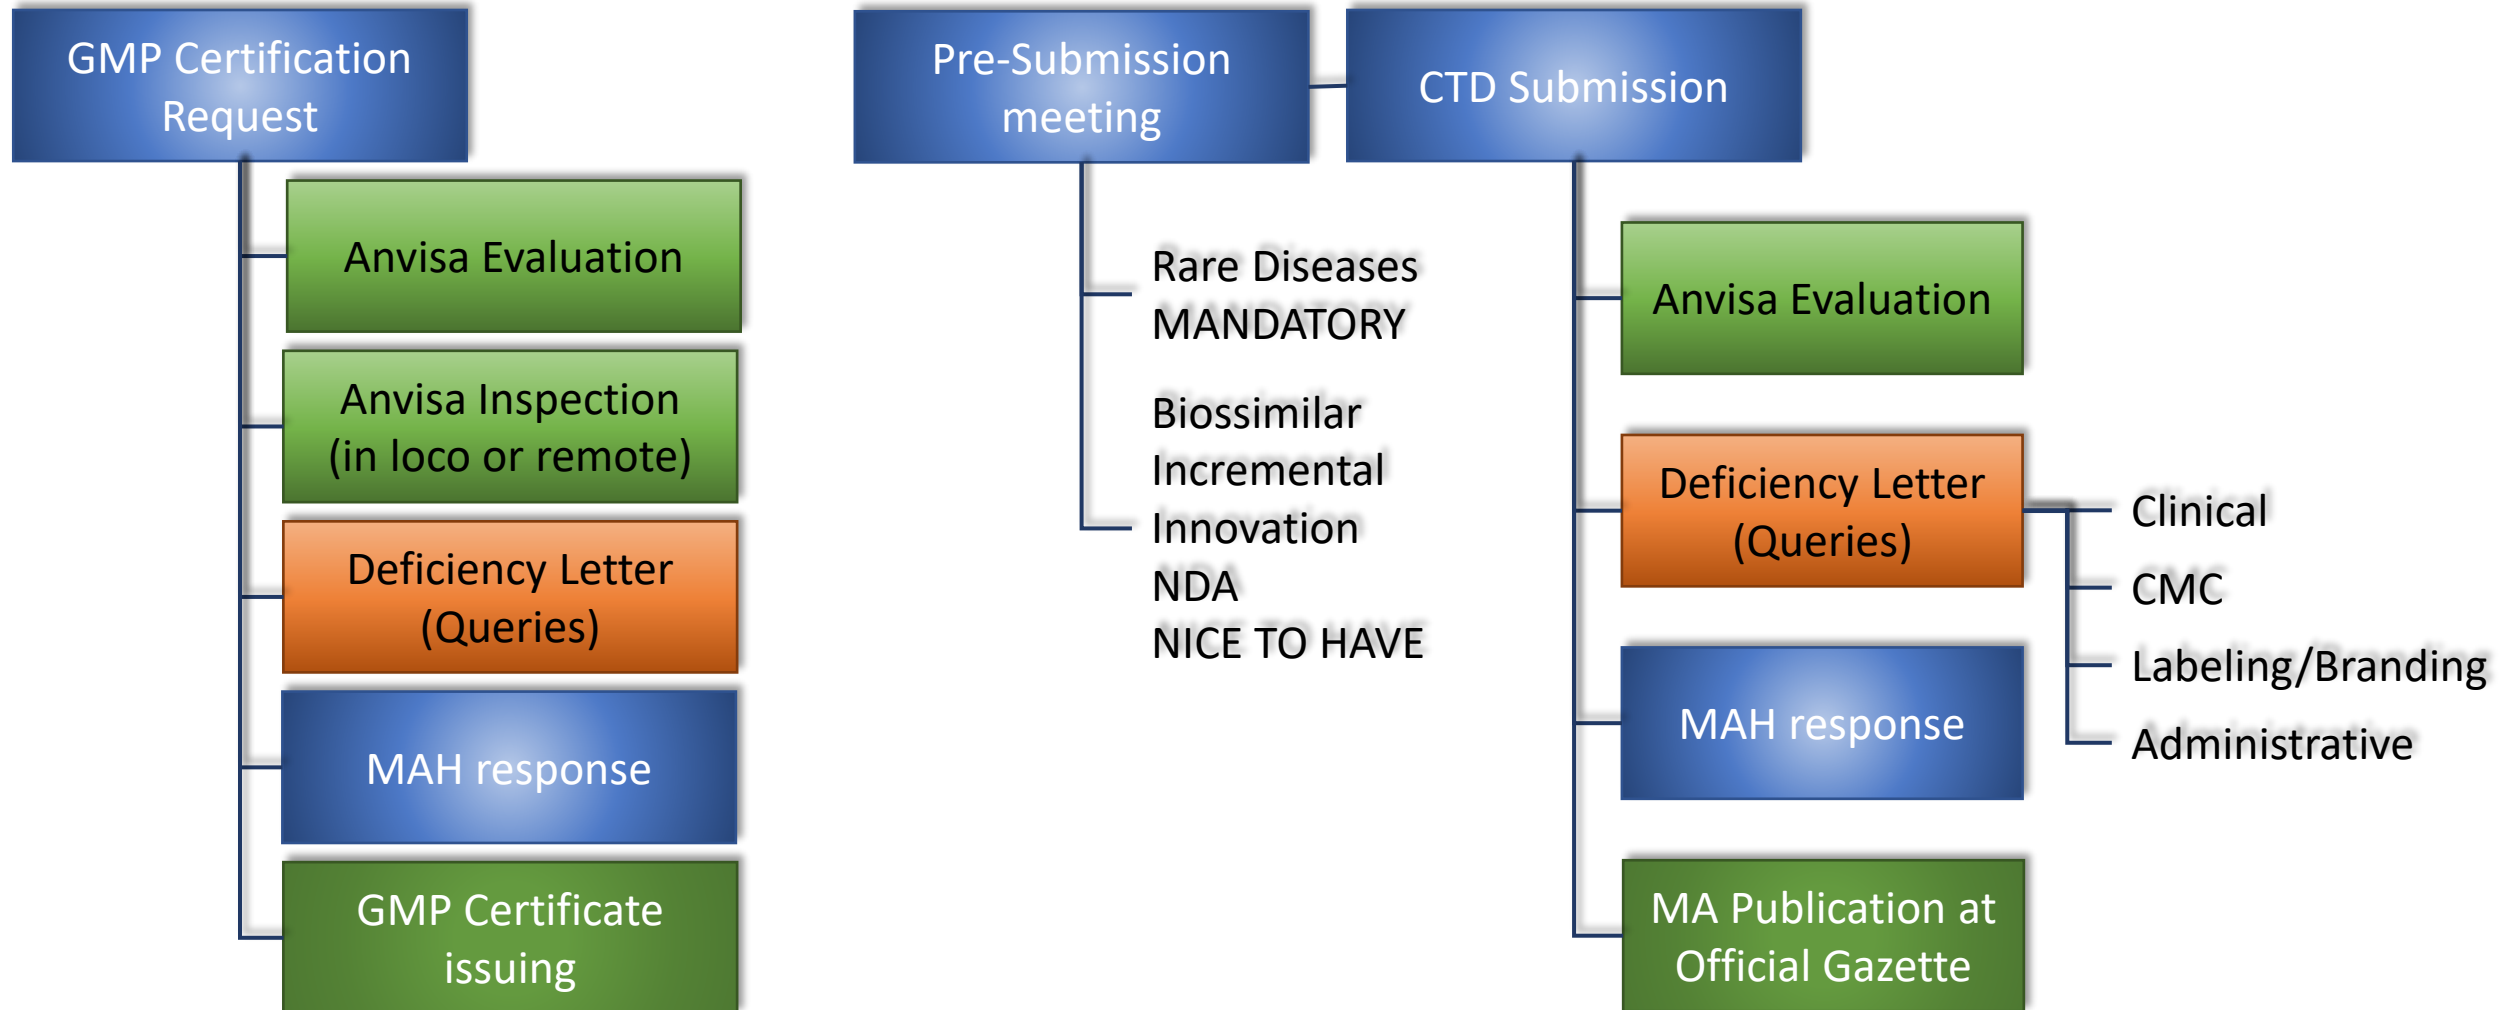 GMP Certification
Request
Anvisa Evaluation
Anvisa Inspection
(in loco or remote)
Deficiency Letter
(Queries)
MAH response
GMP Certificate
issuing
Pre-Submission
meeting
Rare Diseases
MANDATORY
Biossimilar
Incremental
Innovation
NDA
NICE TO HAVE
CTD Submission
Anvisa Evaluation
Deficiency Letter
(Queries)
Clinical
CMC
Labeling/Branding
Administrative
MAH response
MA Publication at
Official Gazette